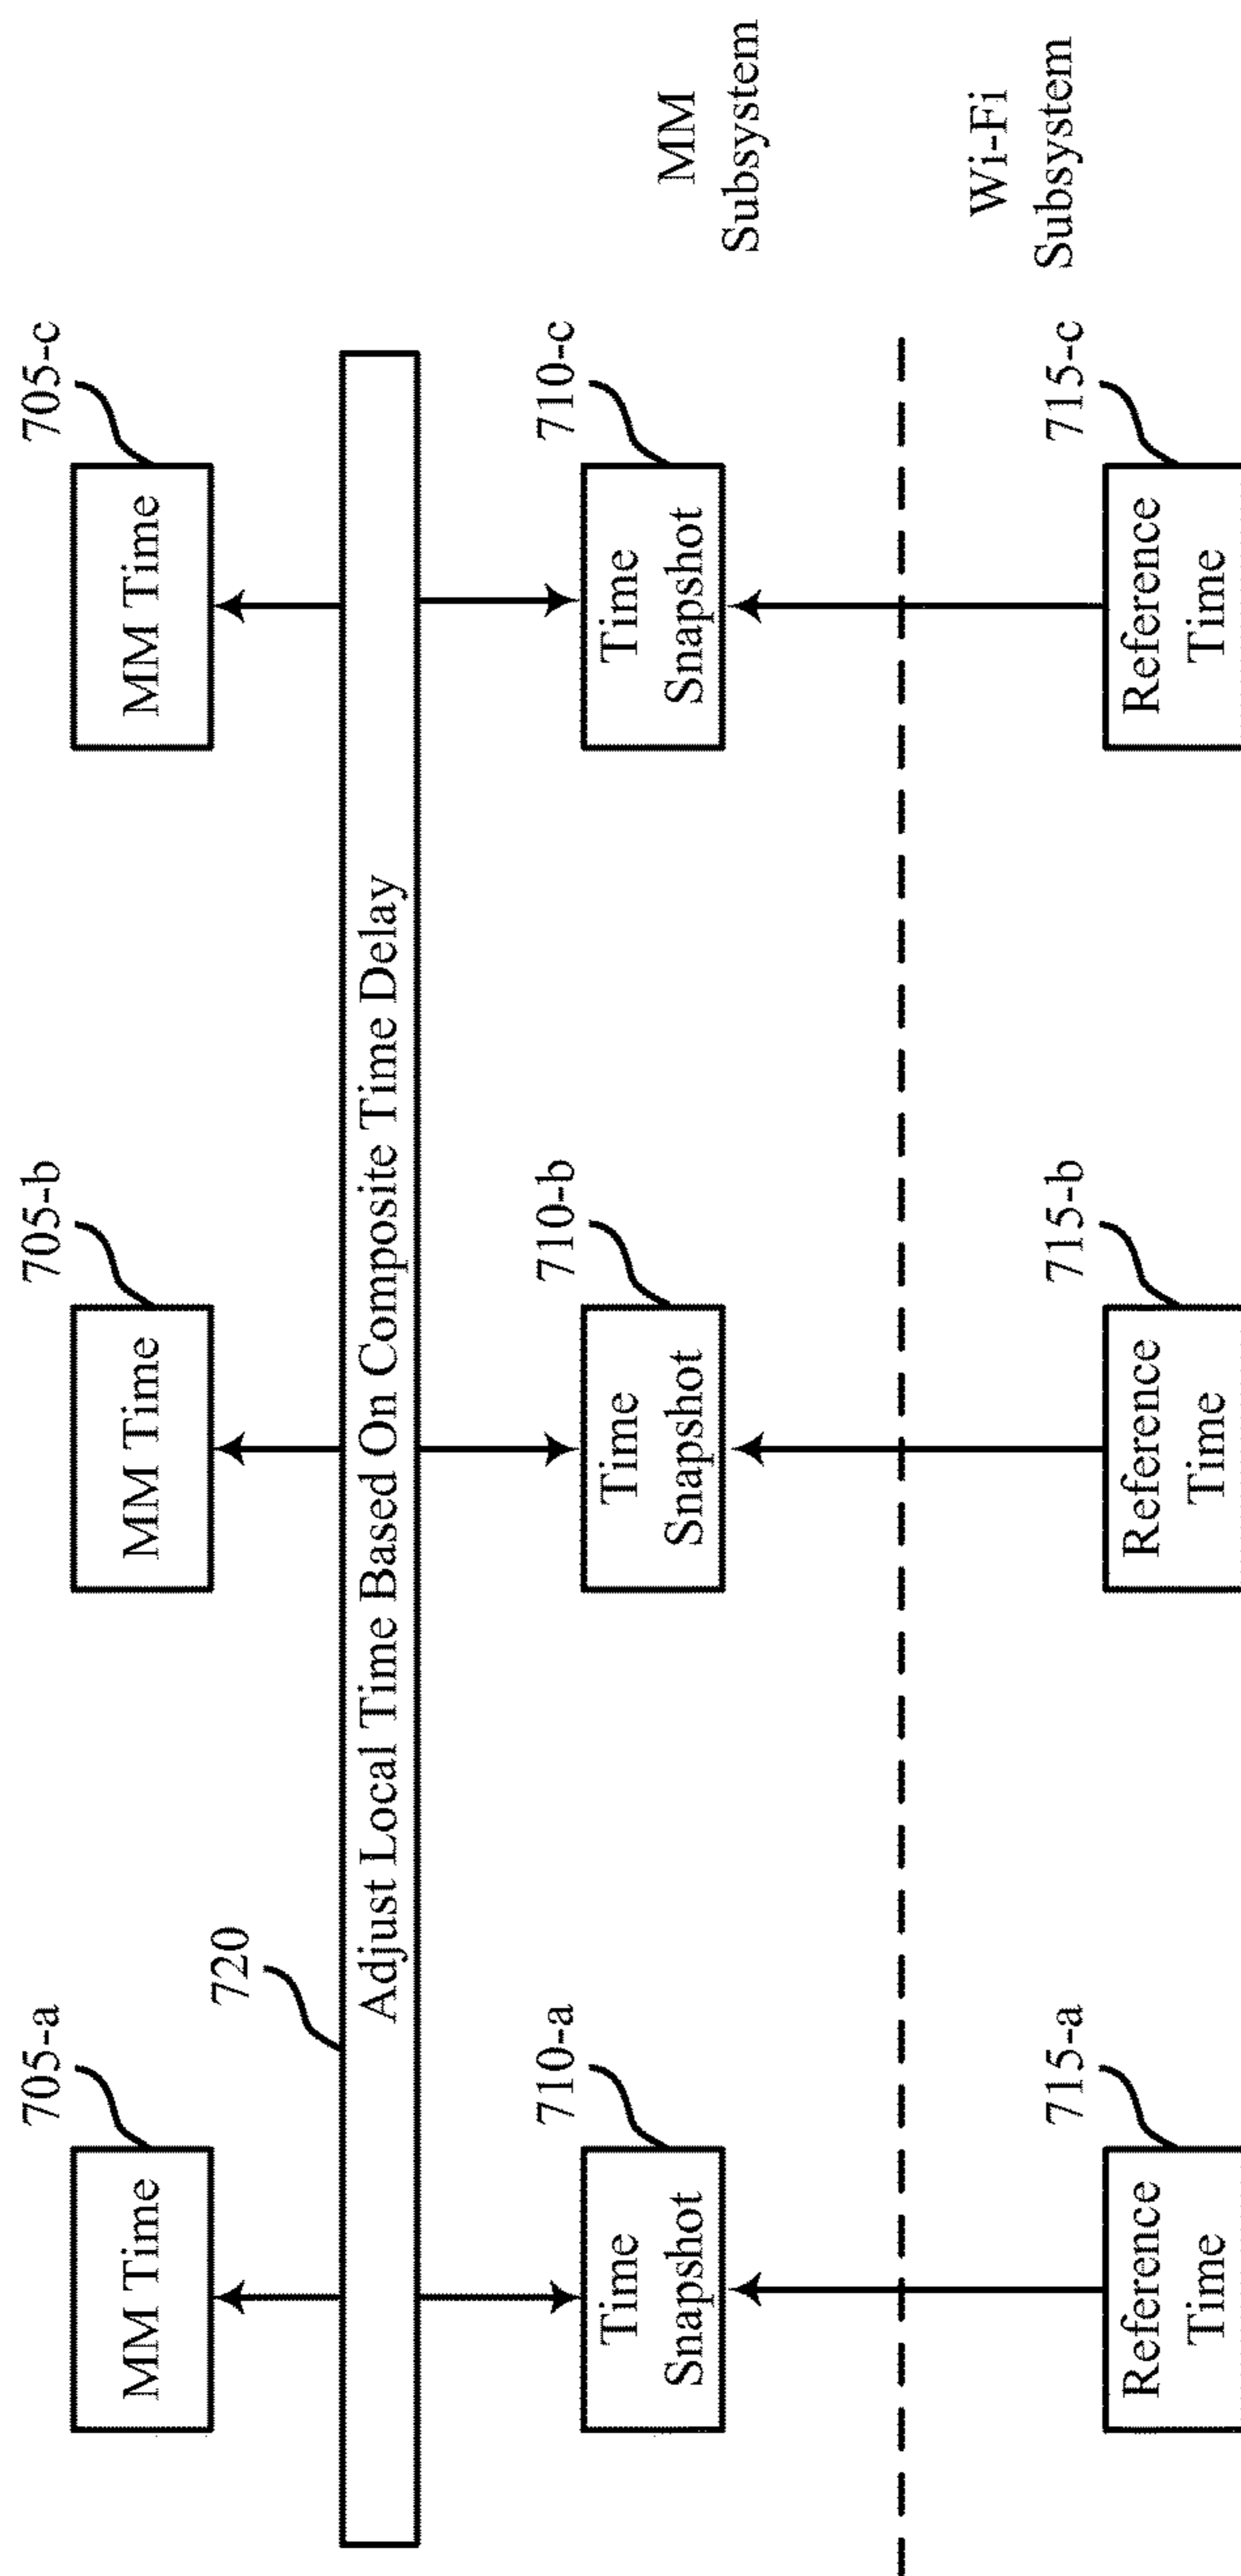 705-a
705-b
705-c
MM Time
MM Time
MM Time
720
Adjust Local Time Based On Composite Time Delay
710-a
710-b
710-c
Time
Snapshot
Time
Snapshot
Time
Snapshot
MM
Subsystem
Wi-Fi
Subsystem
715-a
715-b
715-c
Reference
Time
Reference
Time
Reference
Time